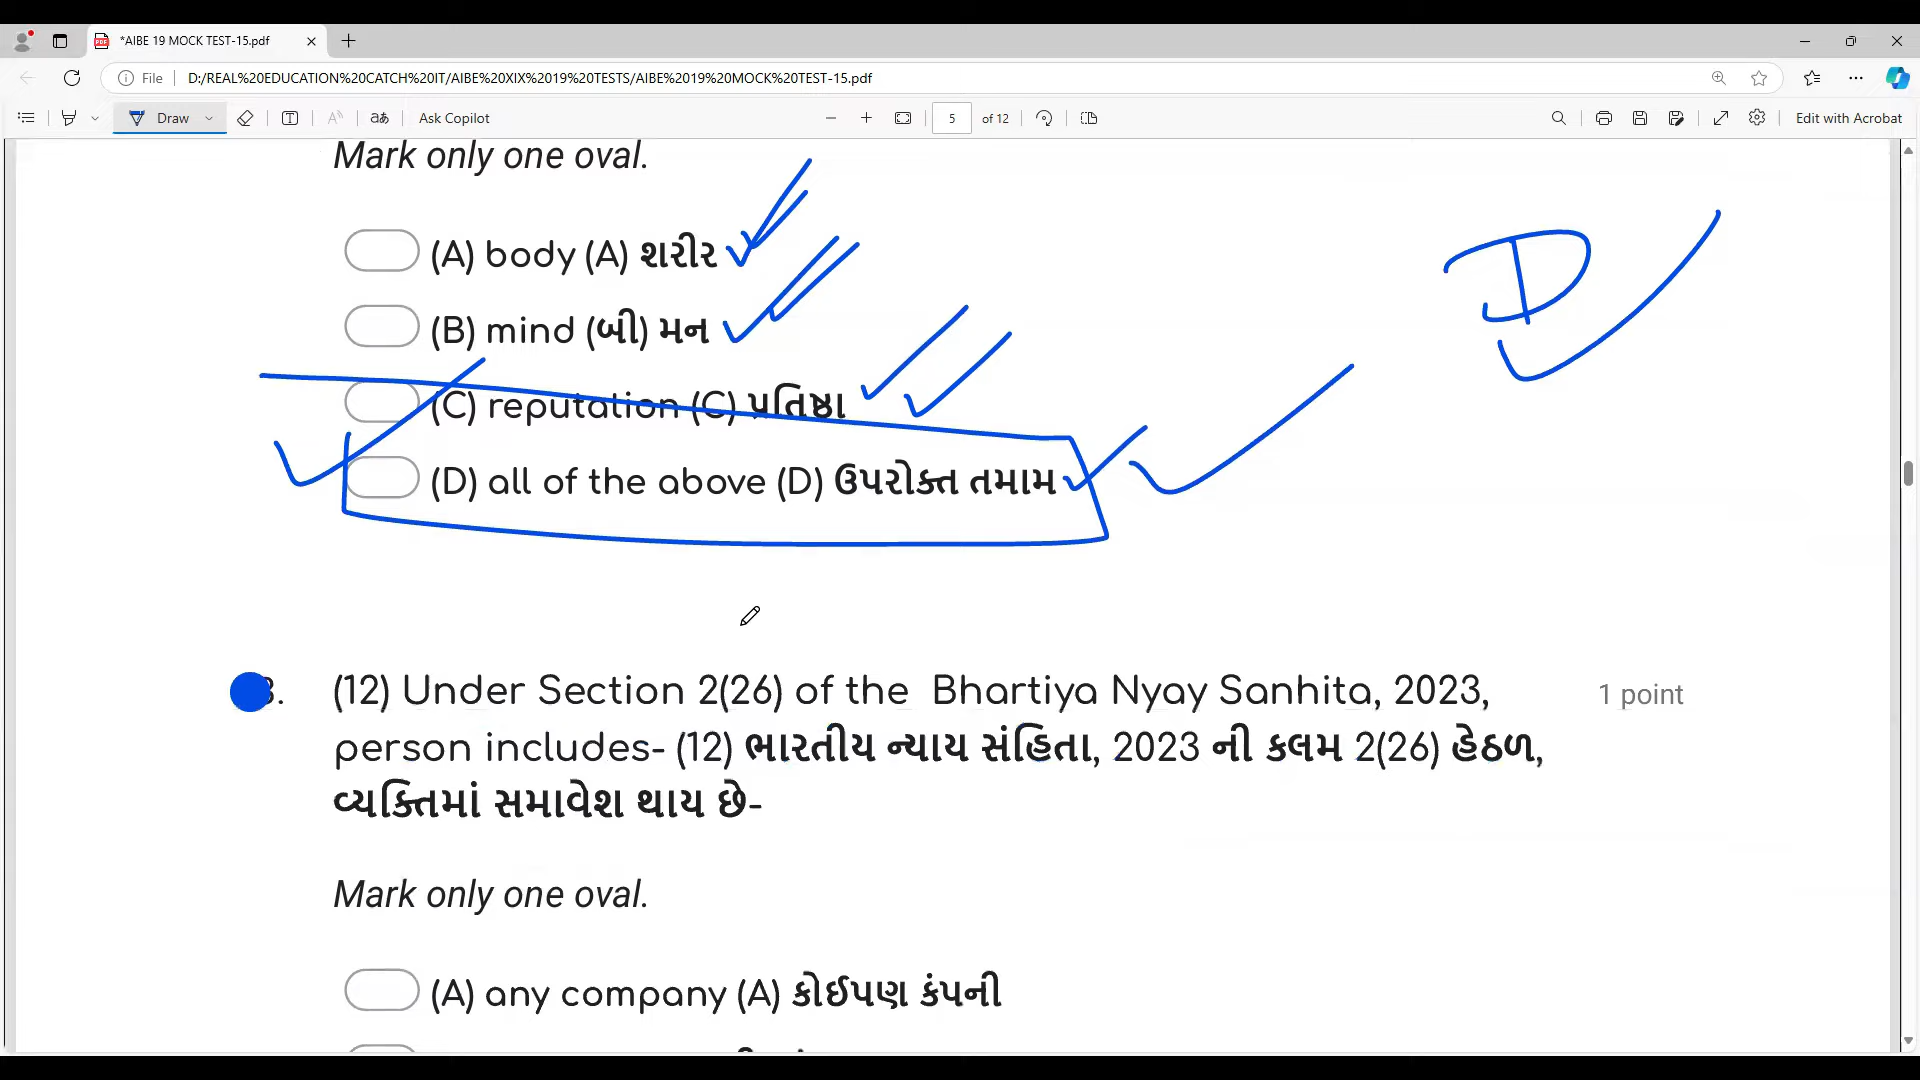 *AIBE 19 MOCK TEST-15.pdf
File
D:/REAL%20EDUCATION%20CATCH%20IT/AIBE%20XIX%2019%20TESTS/AIBE%2019%20MOCK%20TEST-15.pdf
Draw
Ask Copilot
5 of 12
Edit with Acrobat
Mark only one oval.
(A) body (A) શરીર
D
(B) mind (બી) મન
(C) reputation (C) પ્રતિષ્ઠા
(D) all of the above (D) ઉપરોક્ત તમામ
3. (12) Under Section 2(26) of the Bhartiya Nyay Sanhita, 2023, 1 point
person includes- (12) ભારતીય ન્યાય સંહિતા, 2023 ની કલમ 2(26) હેઠળ,
વ્યક્તિમાં સમાવેશ થાય છે-
Mark only one oval.
(A) any company (A) કોઈપણ કંપની